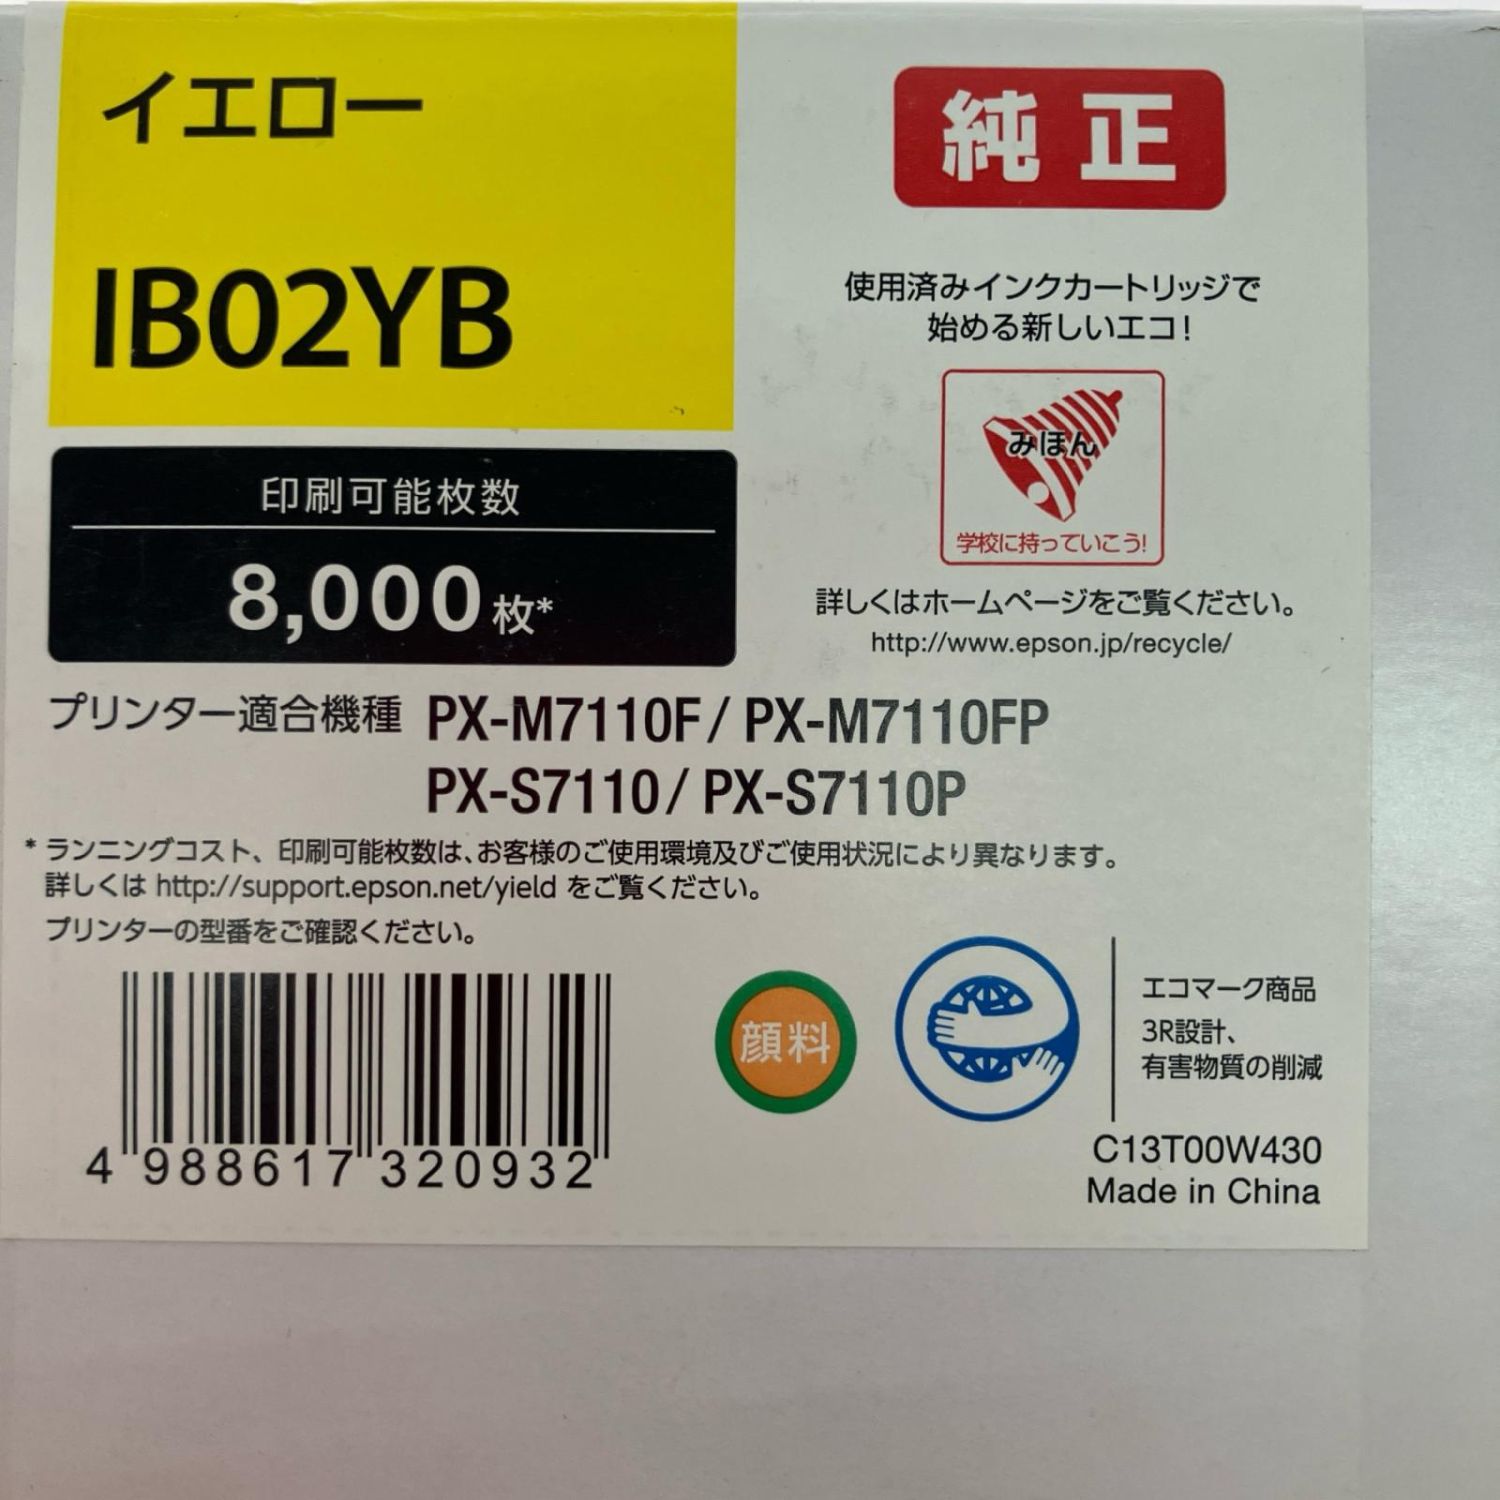 イエロー
IB02YB
純正
使用済みインクカートリッジで
始める新しいエコ!
みほん
学校に持っていこう!
詳しくはホームページをご覧ください。
http://www.epson.jp/recycle/
印刷可能枚数
8,000枚*
プリンター適合機種 PX-M7110F / PX-M7110FP
PX-S7110 / PX-S7110P
* ランニングコスト、印刷可能枚数は、お客様のご使用環境及びご使用状況により異なります。
詳しくは http://support.epson.net/yield をご覧ください。
プリンターの型番をご確認ください。
4 988617 320932
顔料
エコマーク商品
3R設計、
有害物質の削減
C13T00W430
Made in China